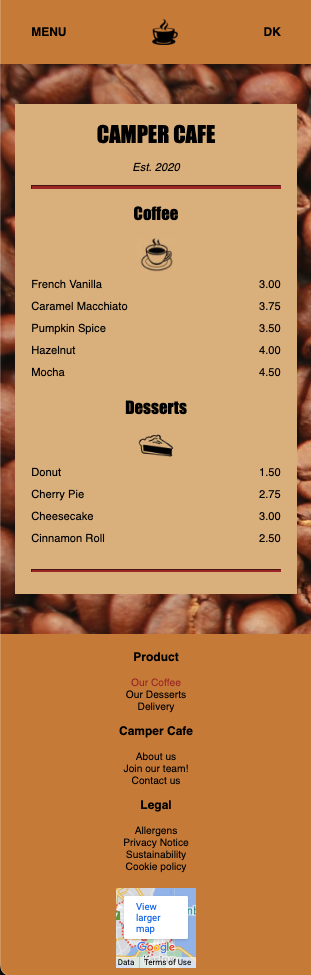 MENU DK
CAMPER CAFE
Est. 2020
Coffee
French Vanilla 3.00
Caramel Macchiato 3.75
Pumpkin Spice 3.50
Hazelnut 4.00
Mocha 4.50
Desserts
Donut 1.50
Cherry Pie 2.75
Cheesecake 3.00
Cinnamon Roll 2.50
Product
Our Coffee
Our Desserts
Delivery
Camper Cafe
About us
Join our team!
Contact us
Legal
Allergens
Privacy Notice
Sustainability
Cookie policy
View
larger
map
Google
Data Terms of Use